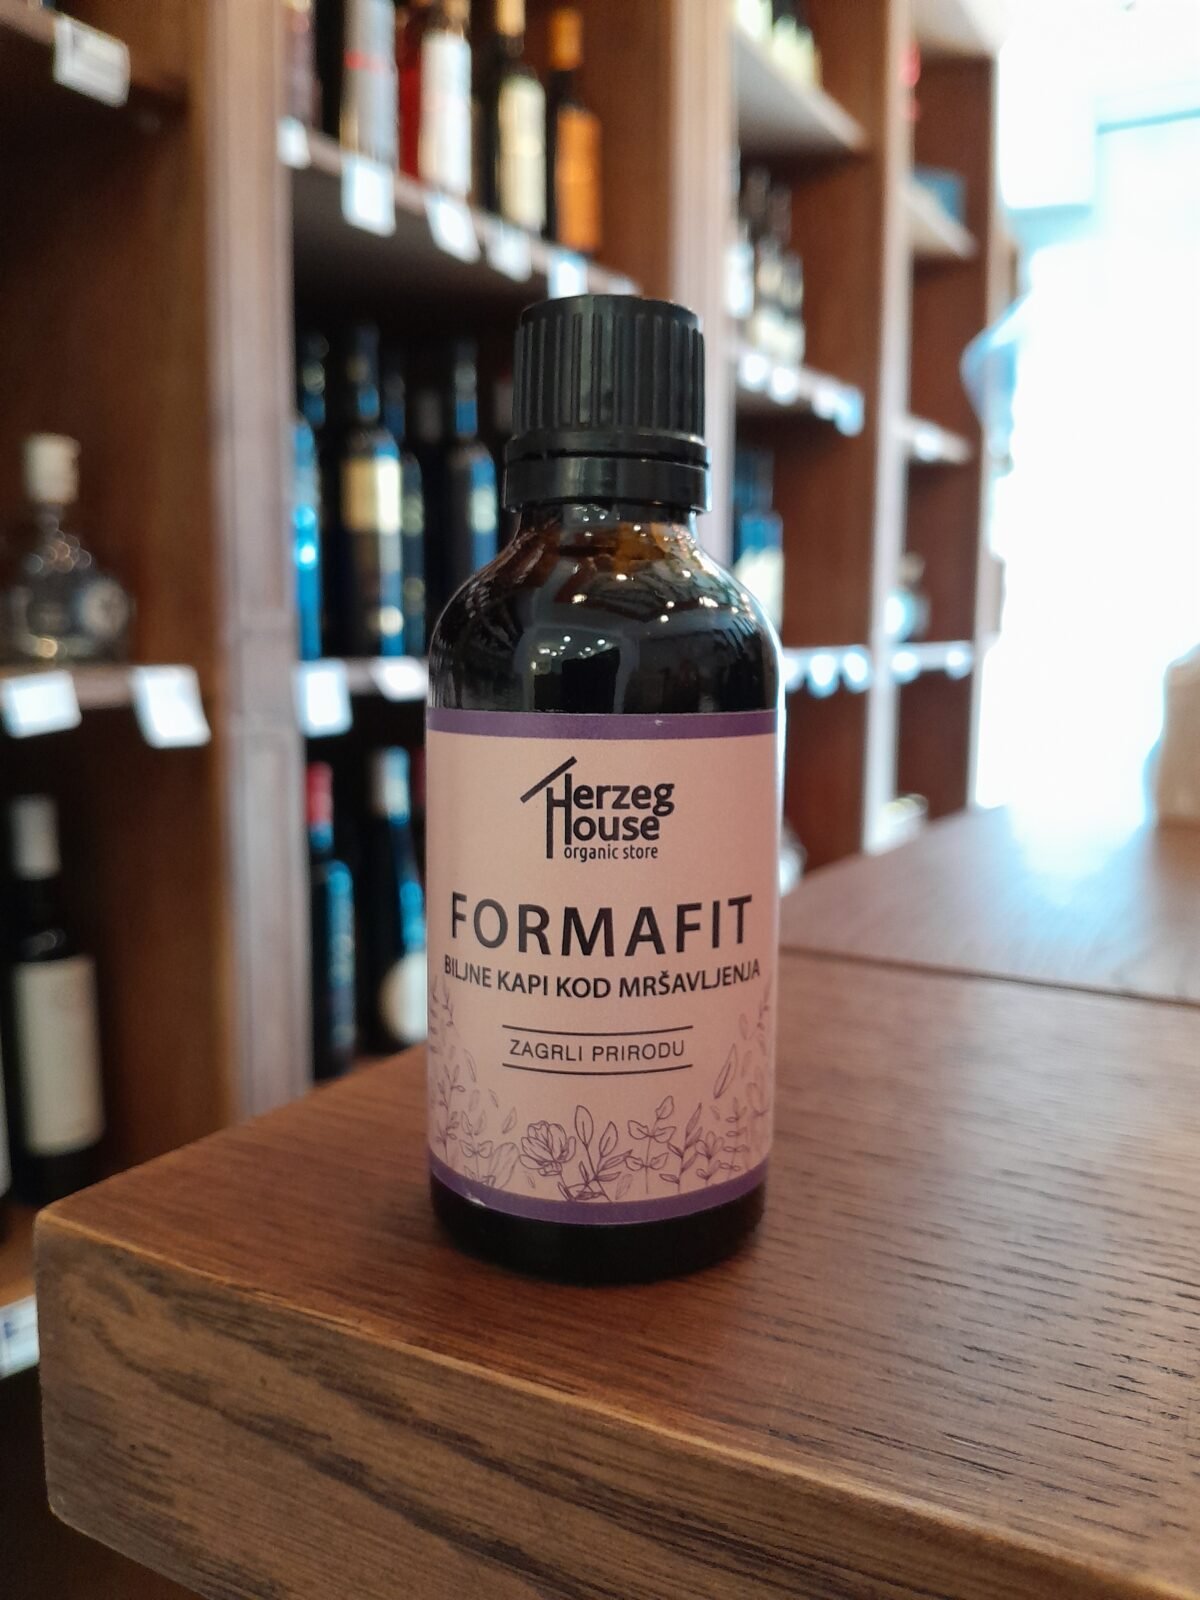 Herzeg
House
organic store
FORMAFIT
BILJNE KAPI KOD MRŠAVLJENJA
ZAGRLI PRIRODU